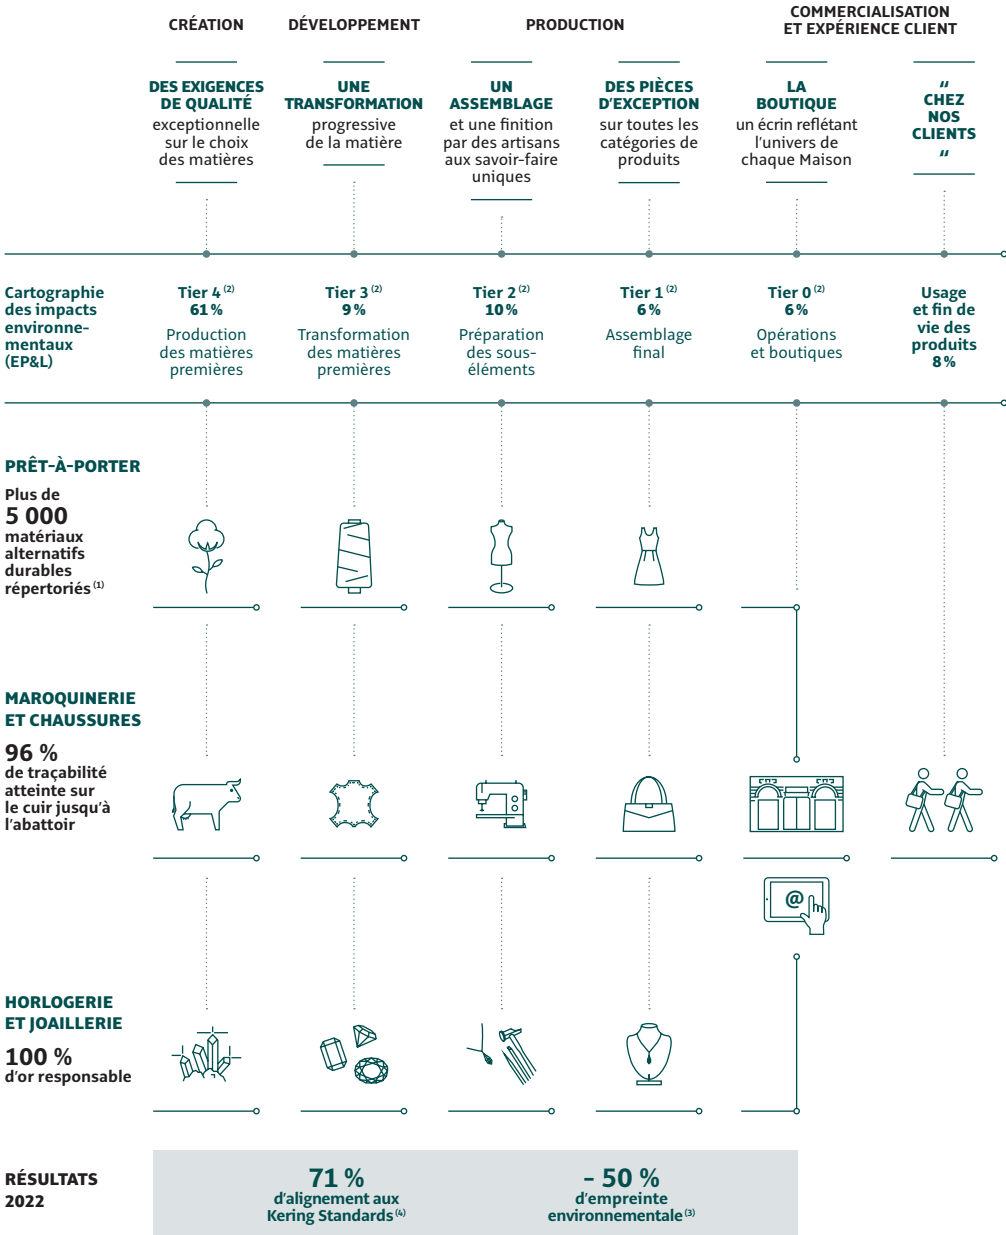 CRÉATION
DÉVELOPPEMENT
PRODUCTION
COMMERCIALISATION
ET EXPÉRIENCE CLIENT
DES EXIGENCES
DE QUALITÉ
exceptionnelle
sur le choix
des matières
UNE
TRANSFORMATION
progressive
de la matière
UN
ASSEMBLAGE
et une finition
par des artisans
aux savoir-faire
uniques
DES PIÈCES
D'EXCEPTION
sur toutes les
catégories de
produits
LA
BOUTIQUE
un écrin reflétant
l'univers de
chaque Maison
“
CHEZ
NOS
CLIENTS
“
Cartographie
des impacts
environne-
mentaux
(EP&L)
Tier 4 (2)
61 %
Production
des matières
premières
Tier 3 (2)
9 %
Transformation
des matières
premières
Tier 2 (2)
10 %
Préparation
des sous-
éléments
Tier 1 (2)
6 %
Assemblage
final
Tier 0 (2)
6 %
Opérations
et boutiques
Usage
et fin de
vie des
produits
8 %
PRÊT-À-PORTER
Plus de
5 000
matériaux
alternatifs
durables
répertoriés (1)
MAROQUINERIE
ET CHAUSSURES
96 %
de traçabilité
atteinte sur
le cuir jusqu'à
l'abattoir
@
HORLOGERIE
ET JOAILLERIE
100 %
d'or responsable
RÉSULTATS
2022
71 %
d'alignement aux
Kering Standards (4)
- 50 %
d'empreinte
environnementale (3)